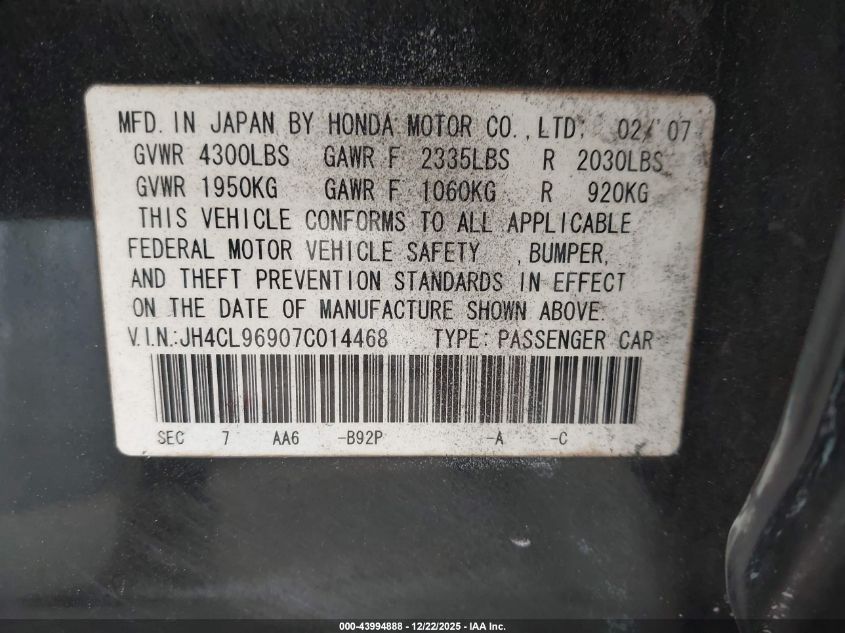 MFD. IN JAPAN BY HONDA MOTOR CO., LTD. 02/'07
GVWR 4300LBS GAWR F 2335LBS R 2030LBS
GVWR 1950KG GAWR F 1060KG R 920KG
THIS VEHICLE CONFORMS TO ALL APPLICABLE
FEDERAL MOTOR VEHICLE SAFETY , BUMPER,
AND THEFT PREVENTION STANDARDS IN EFFECT
ON THE DATE OF MANUFACTURE SHOWN ABOVE.
V.I.N.:JH4CL96907C014468 TYPE: PASSENGER CAR
SEC 7 AA6 -B92P -A -C
000-43994888 - 12/22/2025 - IAA Inc.